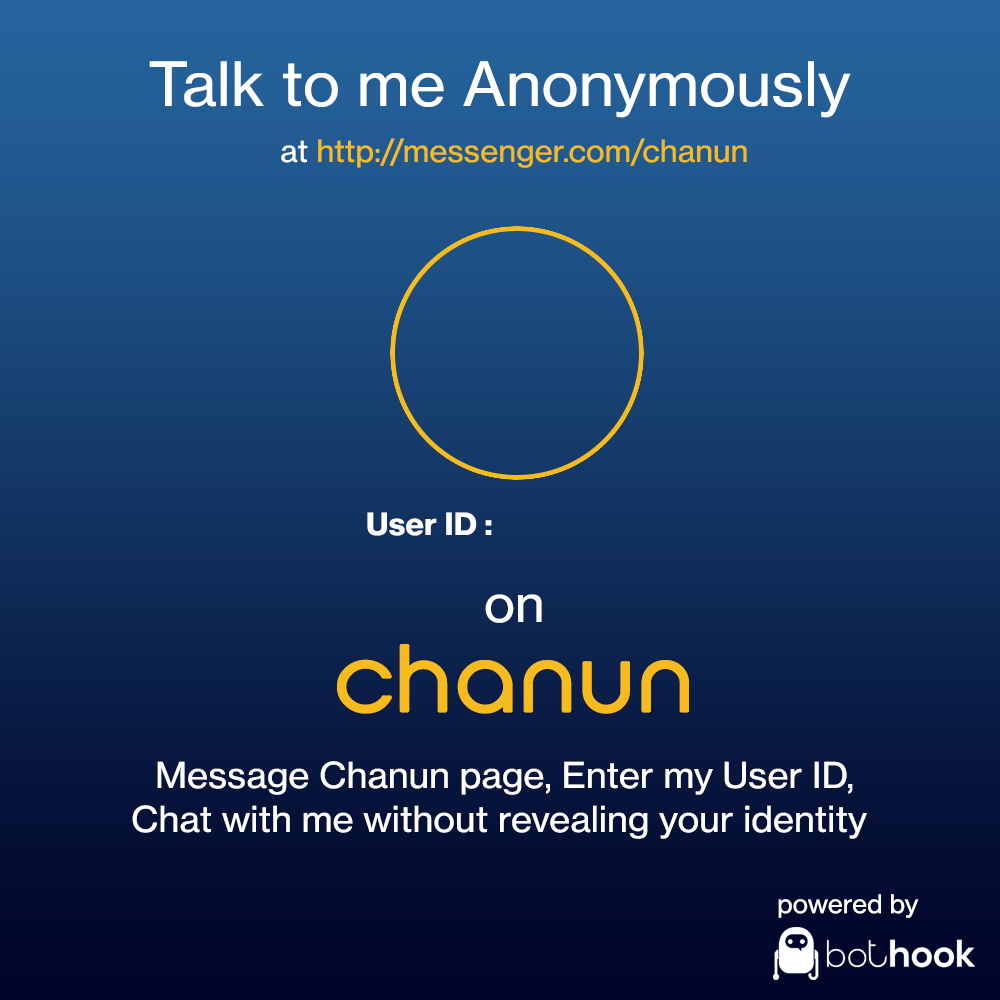 Talk to me Anonymously
at http://messenger.com/chanun
User ID :
on
chanun
Message Chanun page, Enter my User ID,
Chat with me without revealing your identity
powered by
bothook